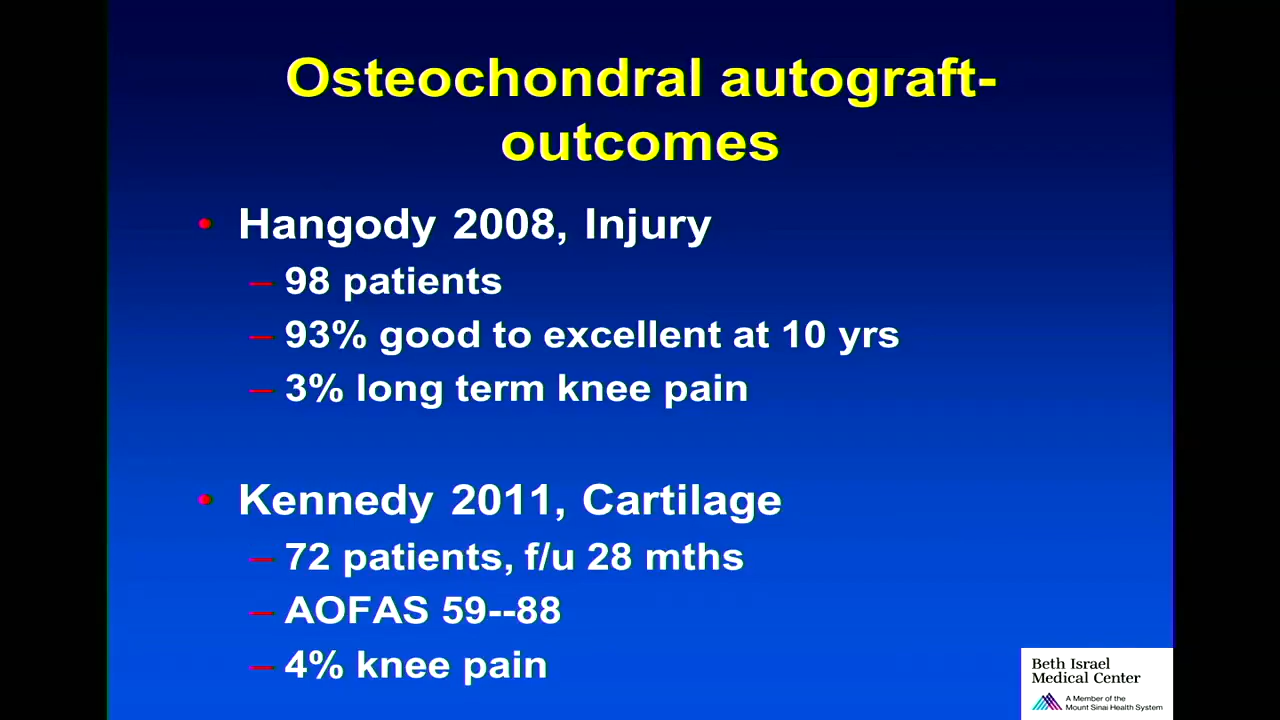 Osteochondral autograft-
outcomes
• Hangody 2008, Injury
– 98 patients
– 93% good to excellent at 10 yrs
– 3% long term knee pain
• Kennedy 2011, Cartilage
– 72 patients, f/u 28 mths
– AOFAS 59--88
– 4% knee pain
Beth Israel
Medical Center
A Member of the
Mount Sinai Health System